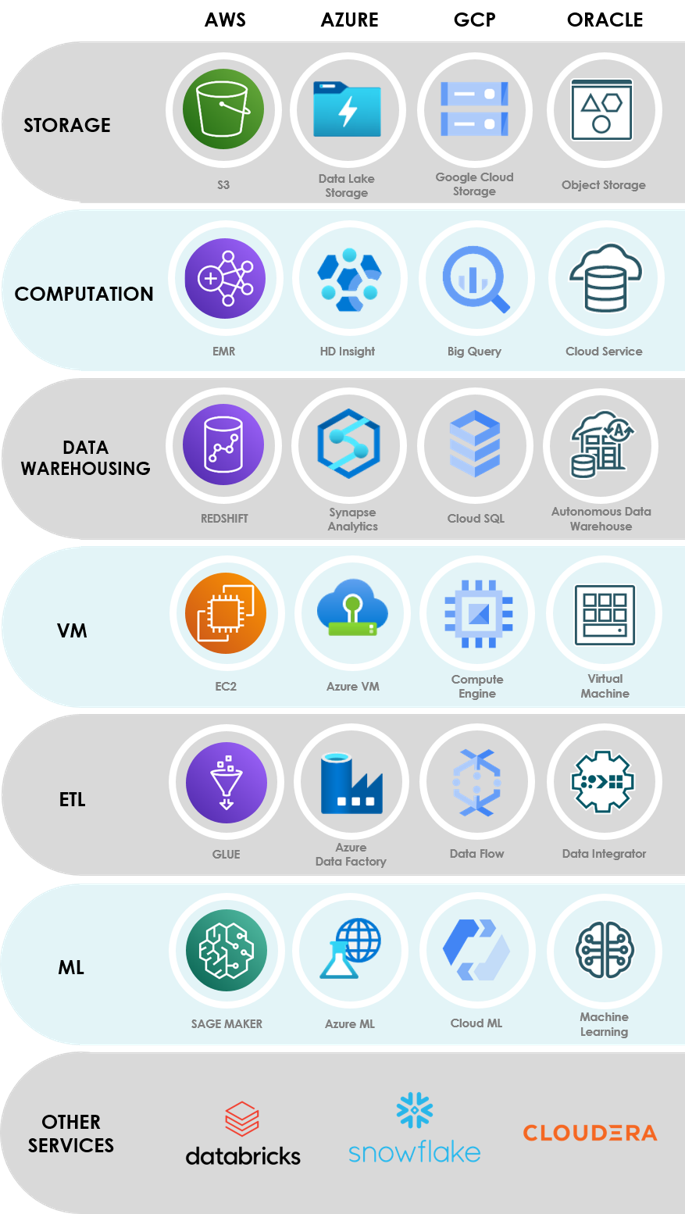 AWS AZURE GCP ORACLE
STORAGE
S3
Data Lake
Storage
Google Cloud
Storage
Object Storage
COMPUTATION
EMR
HD Insight
Big Query
Cloud Service
DATA
WAREHOUSING
REDSHIFT
Synapse
Analytics
Cloud SQL
A
Autonomous Data
Warehouse
VM
EC2
Azure VM
Compute
Engine
Virtual
Machine
ETL
GLUE
Azure
Data Factory
Data Flow
Data Integrator
ML
SAGE MAKER
Azure ML
Cloud ML
Machine
Learning
OTHER
SERVICES
databricks
snowflake
CLOUDERA